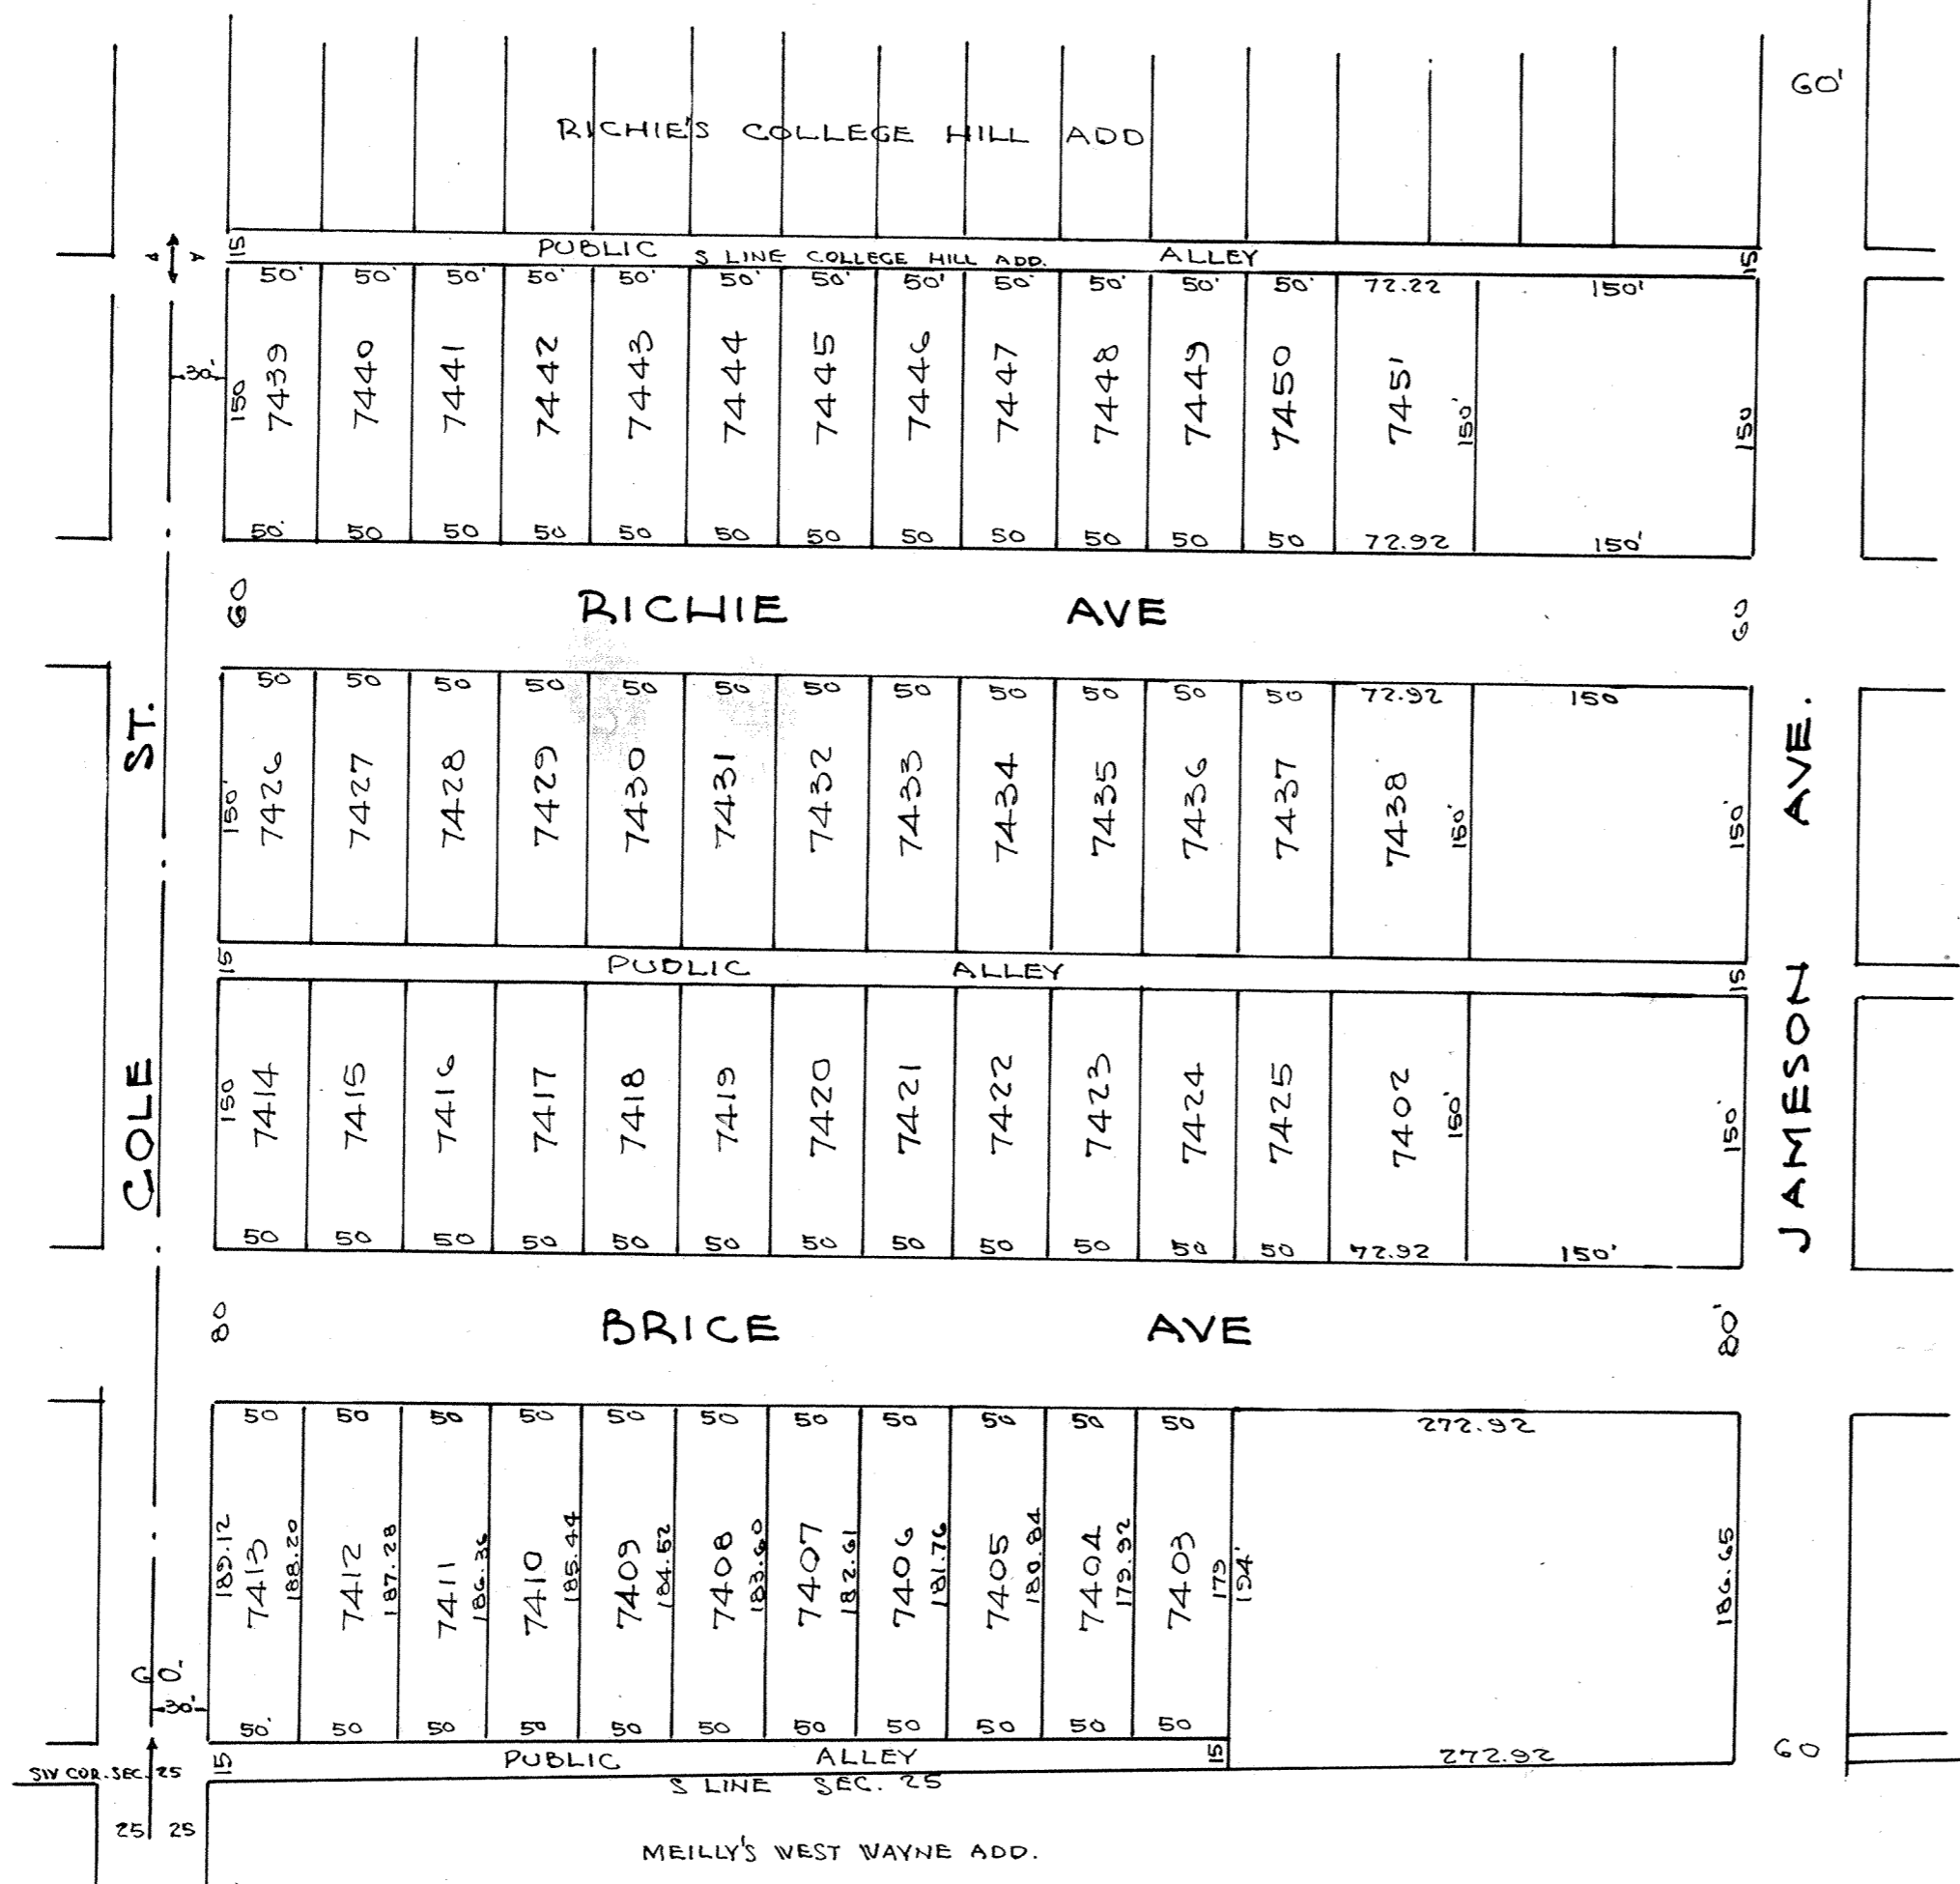 60'
RICHIE'S COLLEGE HILL ADD
15 PUBLIC S LINE COLLEGE HILL ADD. ALLEY 15
50' 50' 50' 50' 50' 50' 50' 50' 50' 50' 50' 50' 72.22 150'
30' 150 7439 7440 7441 7442 7443 7444 7445 7446 7447 7448 7449 7450 7451 150' 150
50. 50 50 50 50 50 50 50 50 50 50 50 72.92 150'
60 RICHIE AVE 60
50 50 50 50 50 50 50 50 50 50 50 50 72.92 150
150' 7426 7427 7428 7429 7430 7431 7432 7433 7434 7435 7436 7437 7438 150' 150'
15 PUBLIC ALLEY 15
COLE ST.
JAMESON AVE.
150 7414 7415 7416 7417 7418 7419 7420 7421 7422 7423 7424 7425 7402 150' 150'
50 50 50 50 50 50 50 50 50 50 50 50 72.92 150'
80 BRICE AVE 80'
50 50 50 50 50 50 50 50 50 50 50 272.92
189.12 7413 188.20 7412 187.28 7411 186.36 7410 185.44 7409 184.52 7408 183.60 7407 182.61 7406 181.76 7405 180.84 7404 179.92 7403 179 194' 186.65
60'
30'
50' 50 50 50 50 50 50 50 50 50 50
15 PUBLIC ALLEY 15 272.92 60
SW COR. SEC. 25
S LINE SEC. 25
25 25
MEILLY'S WEST WAYNE ADD.